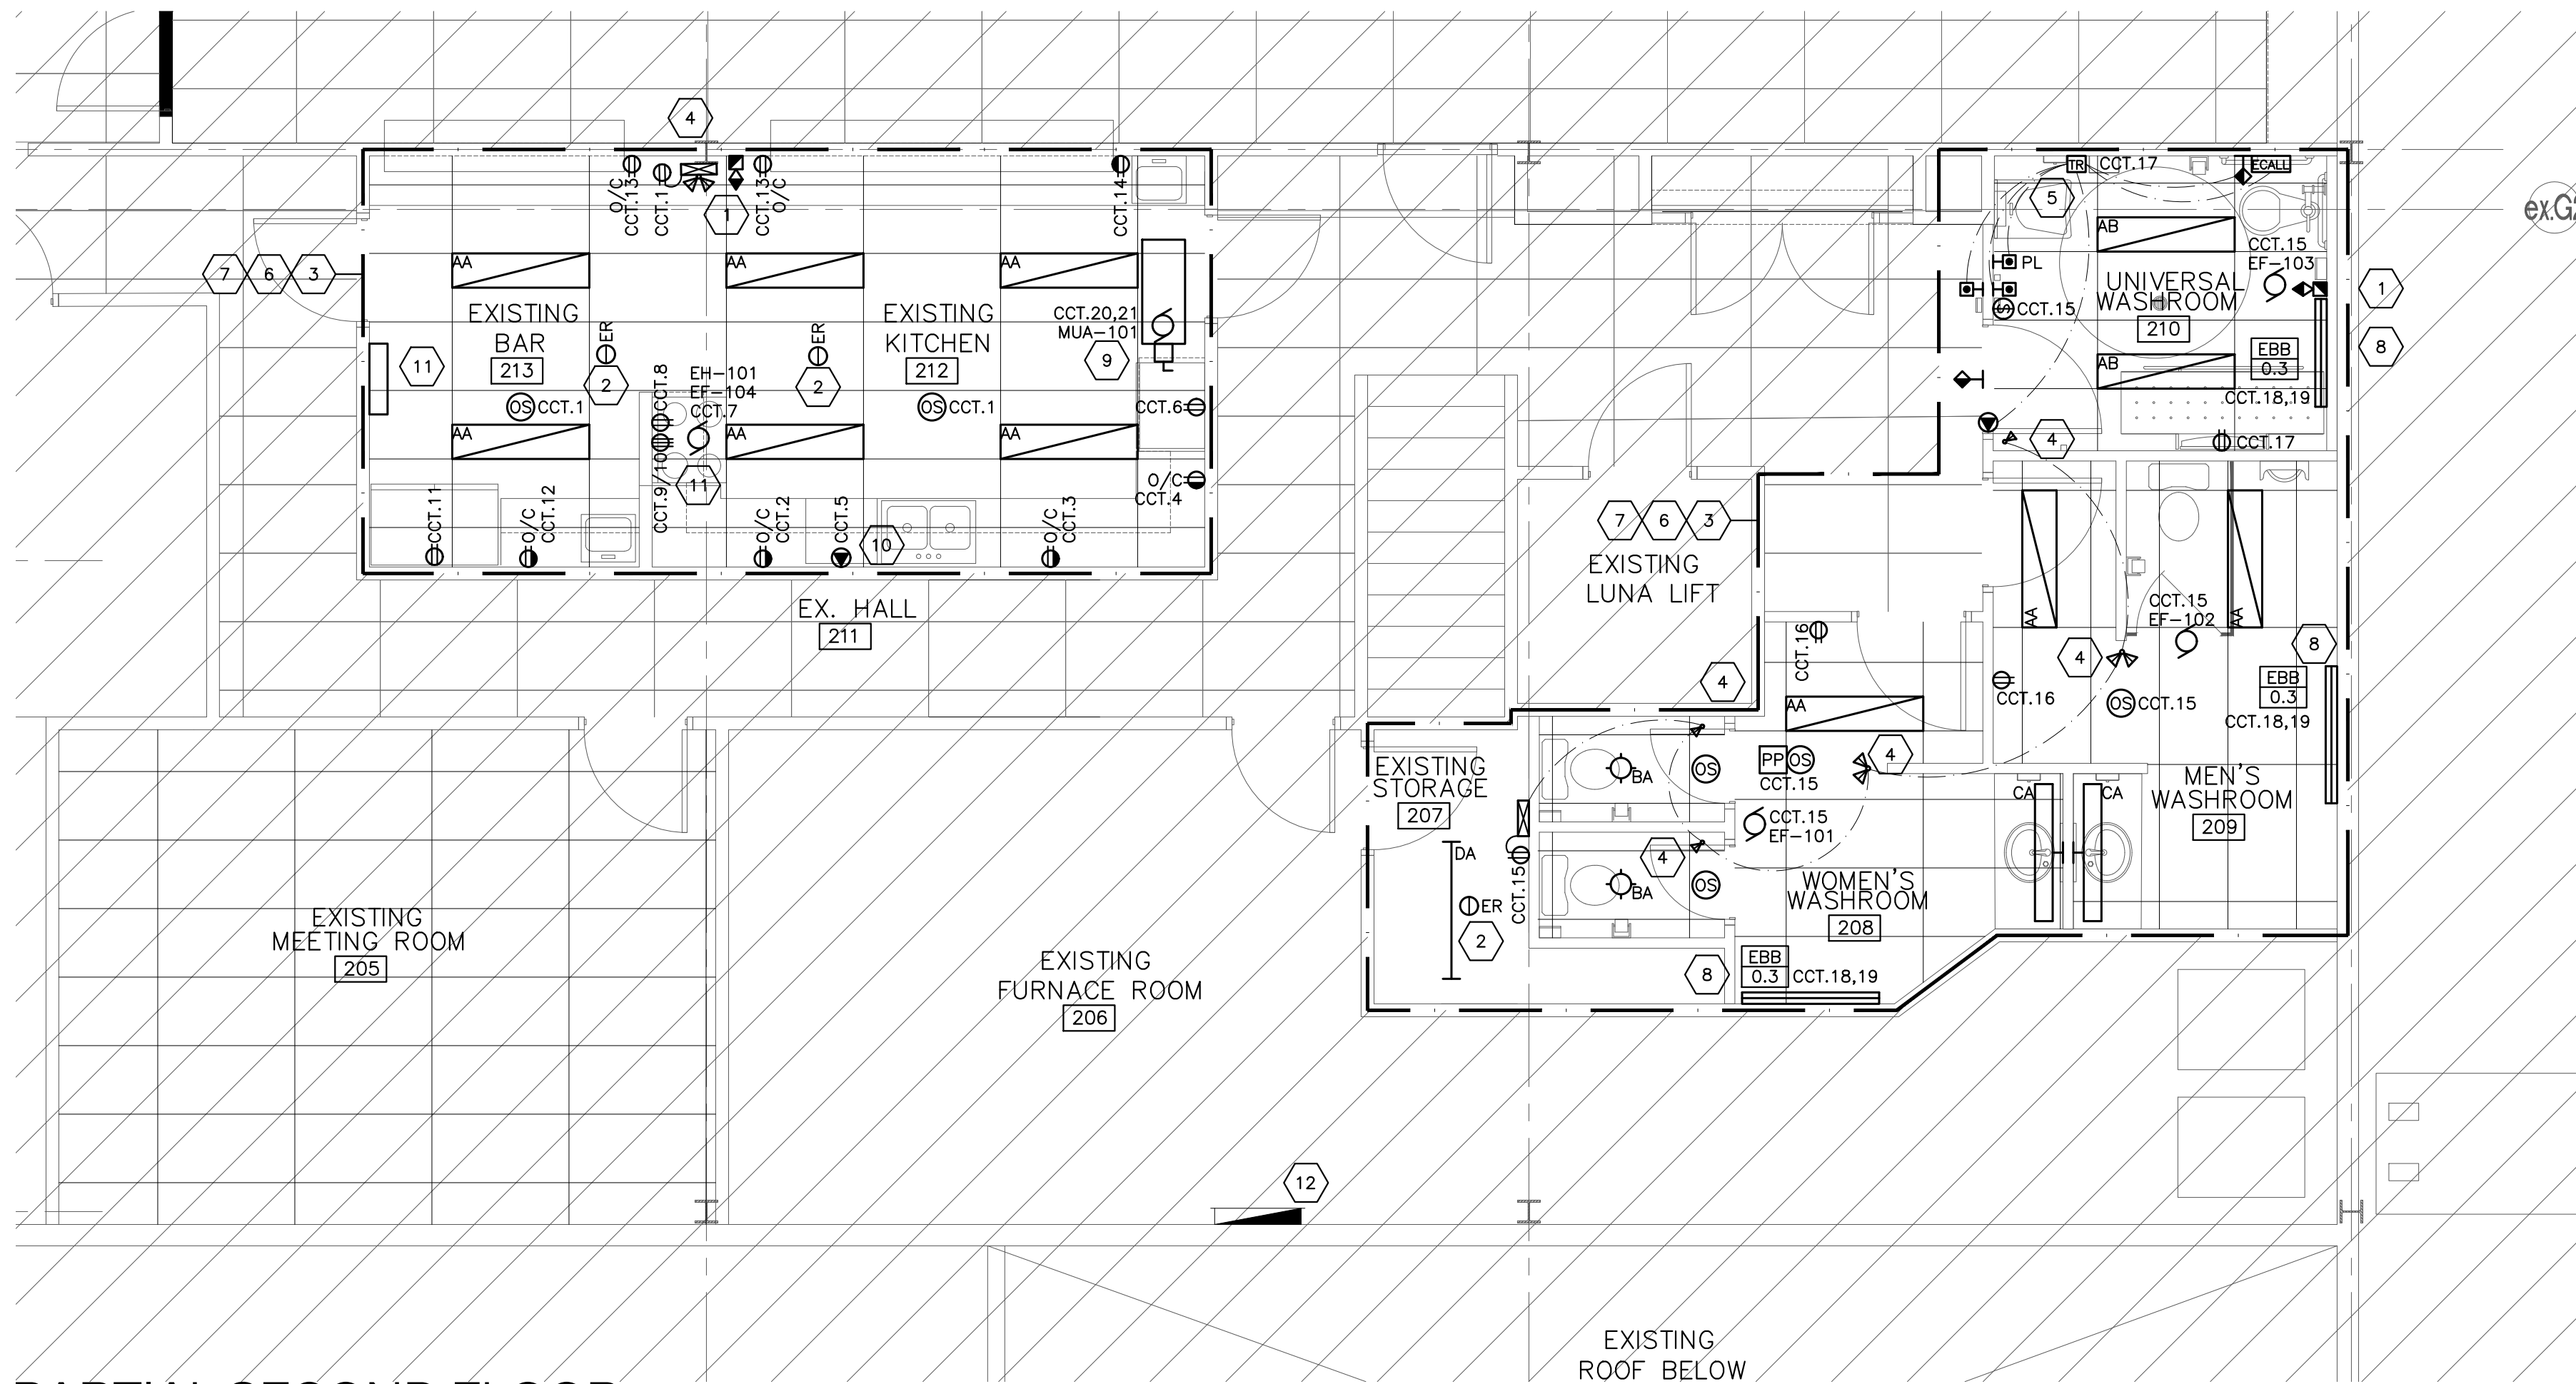 4
O/C
CCT.13
CCT.1
1
CCT.13
O/C
CCT.14
TR
CCT.17
ECALL
5
7
6
3
AA
AA
AA
AB
CCT.15
EF-103
PL
UNIVERSAL
WASHROOM
210
CCT.15
1
8
EXISTING
BAR
213
ER
2
ER
2
EXISTING
KITCHEN
212
CCT.20,21
MUA-101
9
11
CCT.8
EH-101
EF-104
CCT.7
CCT.9/10
11
OS
CCT.1
OS
CCT.1
CCT.6
AB
EBB
0.3
CCT.18,19
AA
AA
AA
4
CCT.17
O/C
CCT.4
CCT.11
O/C
CCT.12
O/C
CCT.2
CCT.5
10
O/C
CCT.3
7
6
3
EXISTING
LUNA LIFT
AA
AA
CCT.15
EF-102
EX. HALL
211
CCT.16
4
4
8
EBB
0.3
CCT.18,19
CCT.16
OS
CCT.15
AA
EXISTING
STORAGE
207
BA
OS
PP
OS
CCT.15
4
CCT.15
EF-101
CA
CA
MEN'S
WASHROOM
209
DA
CCT.15
4
BA
OS
ER
2
WOMEN'S
WASHROOM
208
EBB
0.3
CCT.18,19
8
EXISTING
MEETING ROOM
205
EXISTING
FURNACE ROOM
206
12
EXISTING
ROOF BELOW
PARTIAL SECOND FLOOR